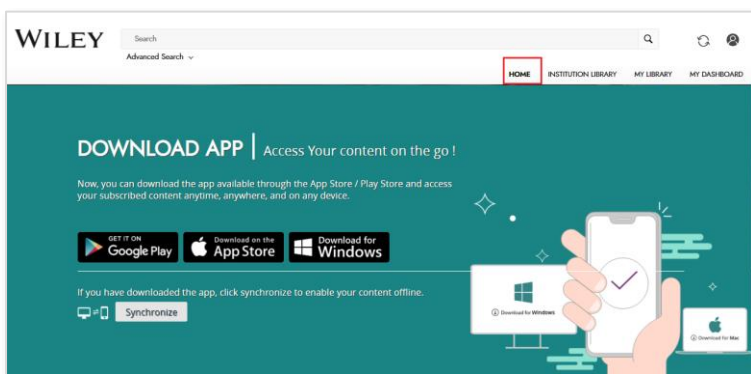 WILEY
Search
Advanced Search
HOME INSTITUTION LIBRARY MY LIBRARY MY DASHBOARD
DOWNLOAD APP | Access Your content on the go !
Now, you can download the app available through the App Store / Play Store and access
your subscribed content anytime, anywhere, and on any device.
GET IT ON
Google Play
Download on the
App Store
Download for
Windows
If you have downloaded the app, click synchronize to enable your content offline.
Synchronize
Download for Windows
Download for Mac